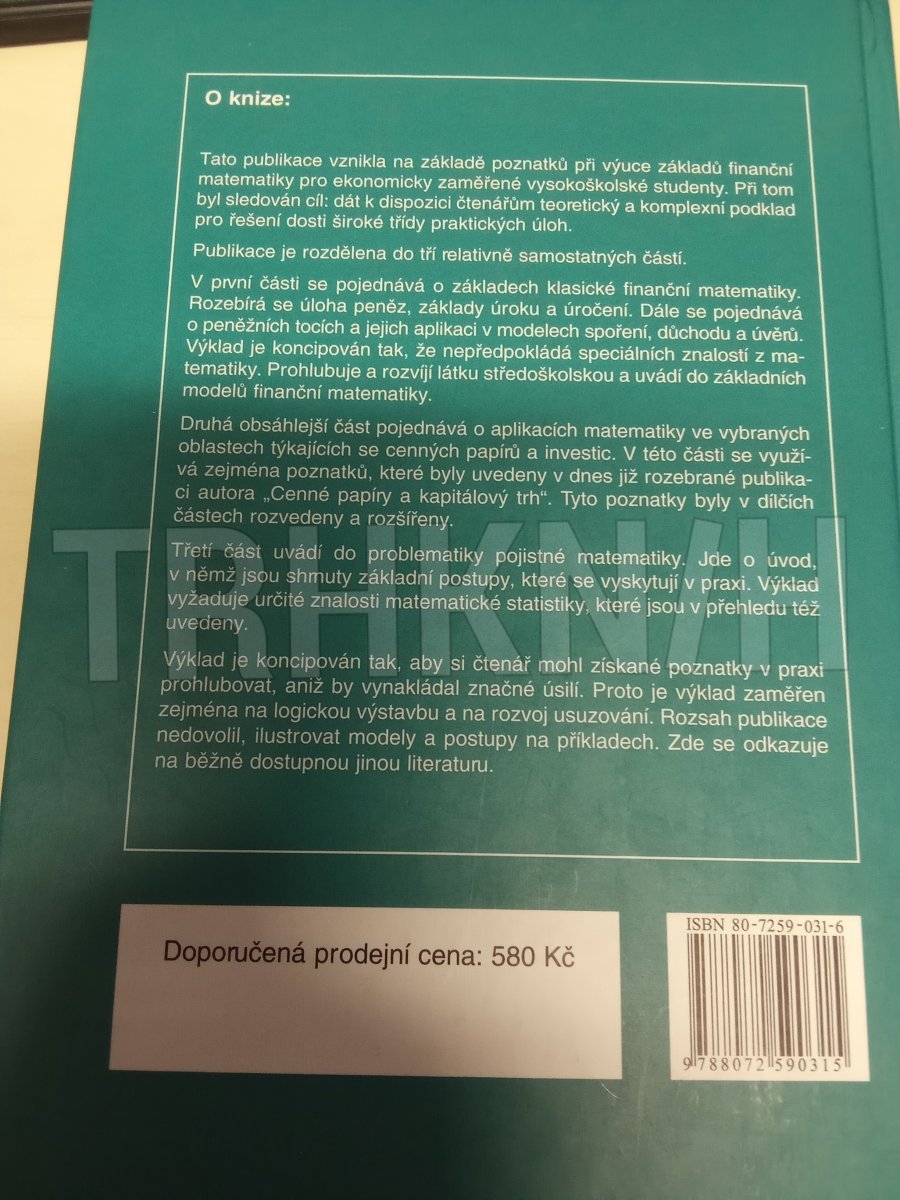 O knize:
Tato publikace vznikla na základě poznatků při výuce základů finanční
matematiky pro ekonomicky zaměřené vysokoškolské studenty. Při tom
byl sledován cíl: dát k dispozici čtenářům teoretický a komplexní podklad
pro řešení dosti široké třídy praktických úloh.
Publikace je rozdělena do tří relativně samostatných částí.
V první části se pojednává o základech klasické finanční matematiky.
Rozebírá se úloha peněz, základy úroku a úročení. Dále se pojednává
o peněžních tocích a jejich aplikaci v modelech spoření, důchodu a úvěrů.
Výklad je koncipován tak, že nepředpokládá speciálních znalostí z ma-
tematiky. Prohlubuje a rozvíjí látku středoškolskou a uvádí do základních
modelů finanční matematiky.
Druhá obsáhlejší část pojednává o aplikacích matematiky ve vybraných
oblastech týkajících se cenných papírů a investic. V této části se využí-
vá zejména poznatků, které byly uvedeny v dnes již rozebrané publika-
ci autora „Cenné papíry a kapitálový trh“. Tyto poznatky byly v dílčích
částech rozvedeny a rozšířeny.
Třetí část uvádí do problematiky pojistné matematiky. Jde o úvod,
v němž jsou shrnuty základní postupy, které se vyskytují v praxi. Výklad
vyžaduje určité znalosti matematické statistiky, které jsou v přehledu též
uvedeny.
TRHKNIH
Výklad je koncipován tak, aby si čtenář mohl získané poznatky v praxi
prohlubovat, aniž by vynakládal značné úsilí. Proto je výklad zaměřen
zejména na logickou výstavbu a na rozvoj usuzování. Rozsah publikace
nedovolil, ilustrovat modely a postupy na příkladech. Zde se odkazuje
na běžně dostupnou jinou literaturu.
Doporučená prodejní cena: 580 Kč
ISBN 80-7259-031-6
9 788072 590315